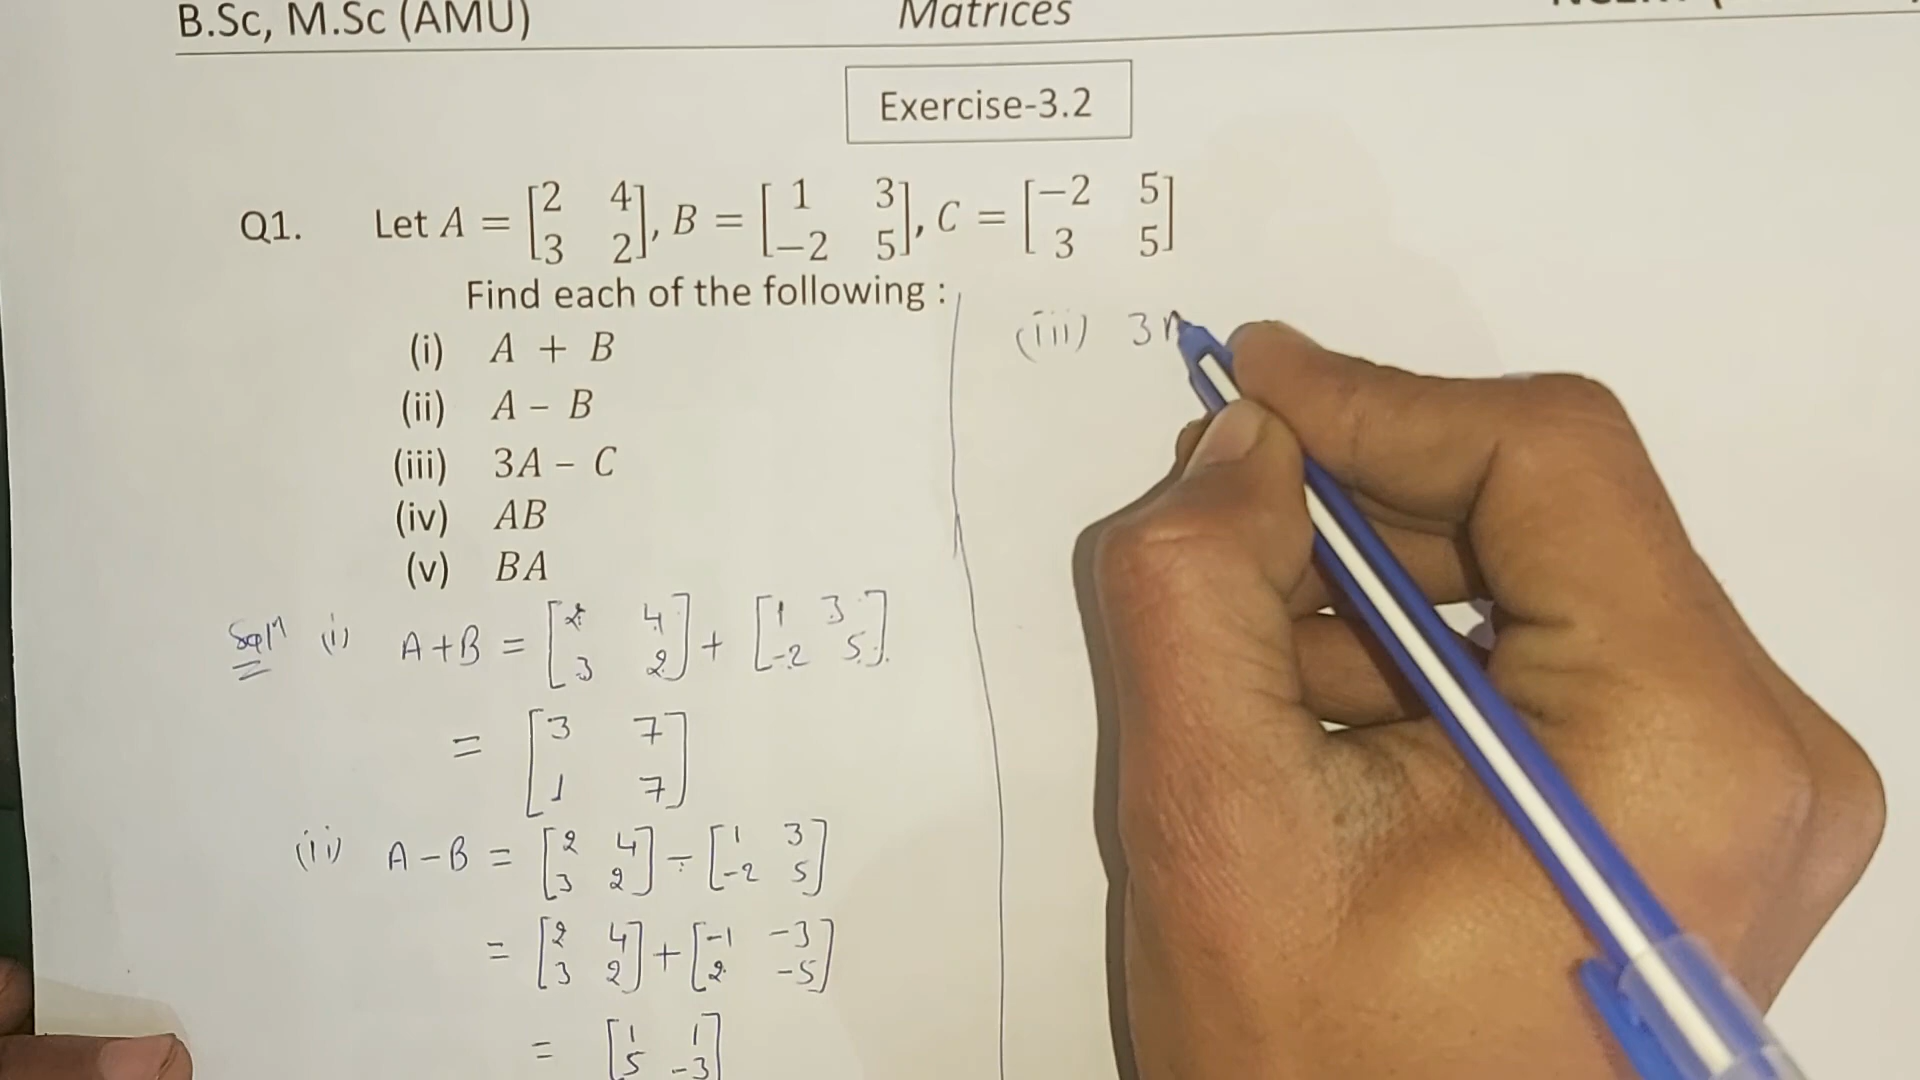 B.Sc, M.Sc (AMU) Matrices
Exercise-3.2
Q1. Let A = [2 4
3 2], B = [1 3
-2 5], C = [-2 5
3 5]
Find each of the following :
(i) A + B
(ii) A - B
(iii) 3A - C
(iv) AB
(v) BA
Solⁿ (i) A+B = [2 4
3 2] + [1 3
-2 5]
= [3 7
1 7]
(ii) A-B = [2 4
3 2] - [1 3
-2 5]
= [2 4
3 2] + [-1 -3
2 -5]
= [1 1
5 -3]
(iii) 3